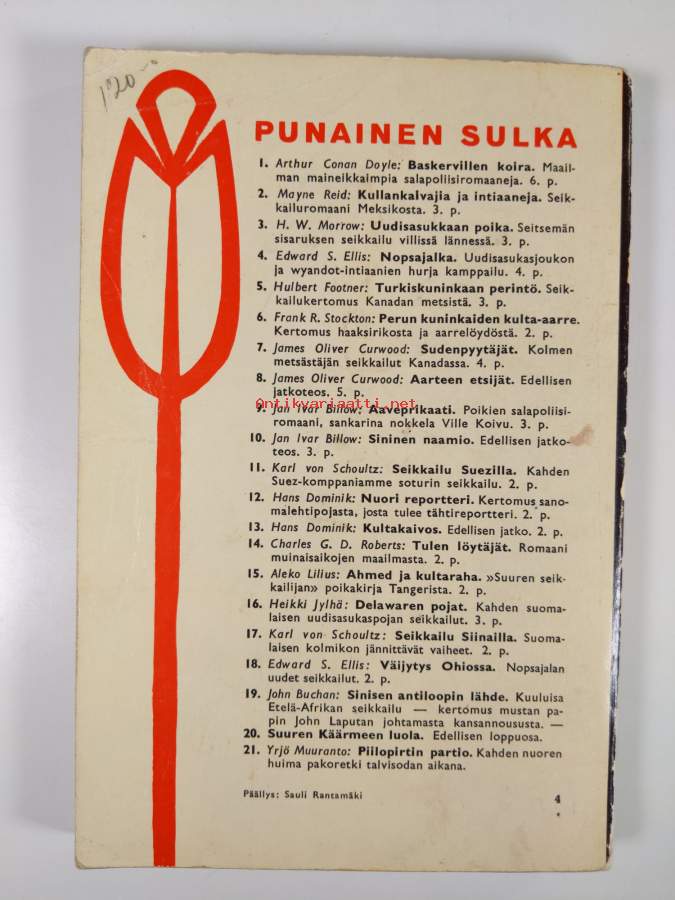 120-
PUNAINEN SULKA
1. Arthur Conan Doyle: Baskervillen koira. Maail-
man maineikkaimpia salapoliisiromaaneja. 6. p.
2. Mayne Reid: Kullankaivajia ja intiaaneja. Seik-
kailuromaani Meksikosta. 3. p.
3. H. W. Morrow: Uudisasukkaan poika. Seitsemän
sisaruksen seikkailu villissä lännessä. 3. p.
4. Edward S. Ellis: Nopsajalka. Uudisasukasjoukon
ja wyandot-intiaanien hurja kamppailu. 4. p.
5. Hulbert Footner: Turkiskuninkaan perintö. Seik-
kailukertomus Kanadan metsistä. 3. p.
6. Frank R. Stockton: Perun kuninkaiden kulta-aarre.
Kertomus haaksirikosta ja aarrelöydöstä. 2. p.
7. James Oliver Curwood: Sudenpyytäjät. Kolmen
metsästäjän seikkailut Kanadassa. 4. p.
8. James Oliver Curwood: Aarteen etsijät. Edellisen
jatkoteos. 5. p.
antikvariaatti.net
9. Jan Ivar Billow: Aaveprikaati. Poikien salapoliisi-
romaani, sankarina nokkela Ville Koivu. 3. p.
10. Jan Ivar Billow: Sininen naamio. Edellisen jatko-
teos. 3. p.
11. Karl von Schoultz: Seikkailu Suezilla. Kahden
Suez-komppaniamme soturin seikkailu. 2. p.
12. Hans Dominik: Nuori reportteri. Kertomus sano-
malehtipojasta, josta tulee tähtireportteri. 2. p.
13. Hans Dominik: Kultakaivos. Edellisen jatko. 2. p.
14. Charles G. D. Roberts: Tulen löytäjät. Romaani
muinaisaikojen maailmasta. 2. p.
15. Aleko Lilius: Ahmed ja kultaraha. »Suuren seik-
kailijan» poikakirja Tangerista. 2. p.
16. Heikki Jylhä: Delawaren pojat. Kahden suoma-
laisen uudisasukaspojan seikkailut. 3. p.
17. Karl von Schoultz: Seikkailu Siinailla. Suoma-
laisen kolmikon jännittävät vaiheet. 2. p.
18. Edward S. Ellis: Väijytys Ohiossa. Nopsajalan
uudet seikkailut. 2. p.
19. John Buchan: Sinisen antiloopin lähde. Kuuluisa
Etelä-Afrikan seikkailu — kertomus mustan pa-
pin John Laputan johtamasta kansannoususta. —
20. Suuren Käärmeen luola. Edellisen loppuosa.
21. Yrjö Muuranto: Piilopirtin partio. Kahden nuoren
huima pakoretki talvisodan aikana.
Päällys: Sauli Rantamäki 4